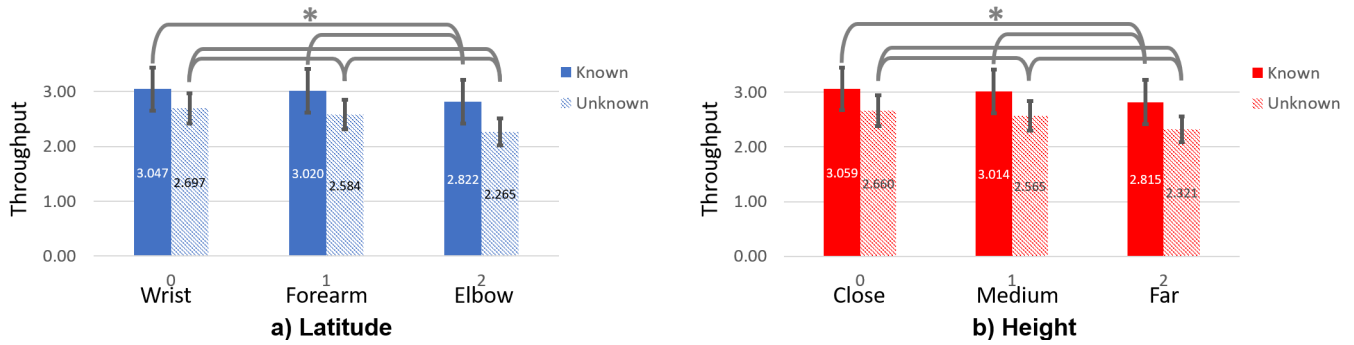 *
Throughput
3.00
2.00
1.00
0.00
3.047
2.697
3.020
2.584
2.822
2.265
Known
Unknown
0
1
2
Wrist
Forearm
Elbow
a) Latitude
*
Throughput
3.00
2.00
1.00
0.00
3.059
2.660
3.014
2.565
2.815
2.321
Known
Unknown
0
1
2
Close
Medium
Far
b) Height